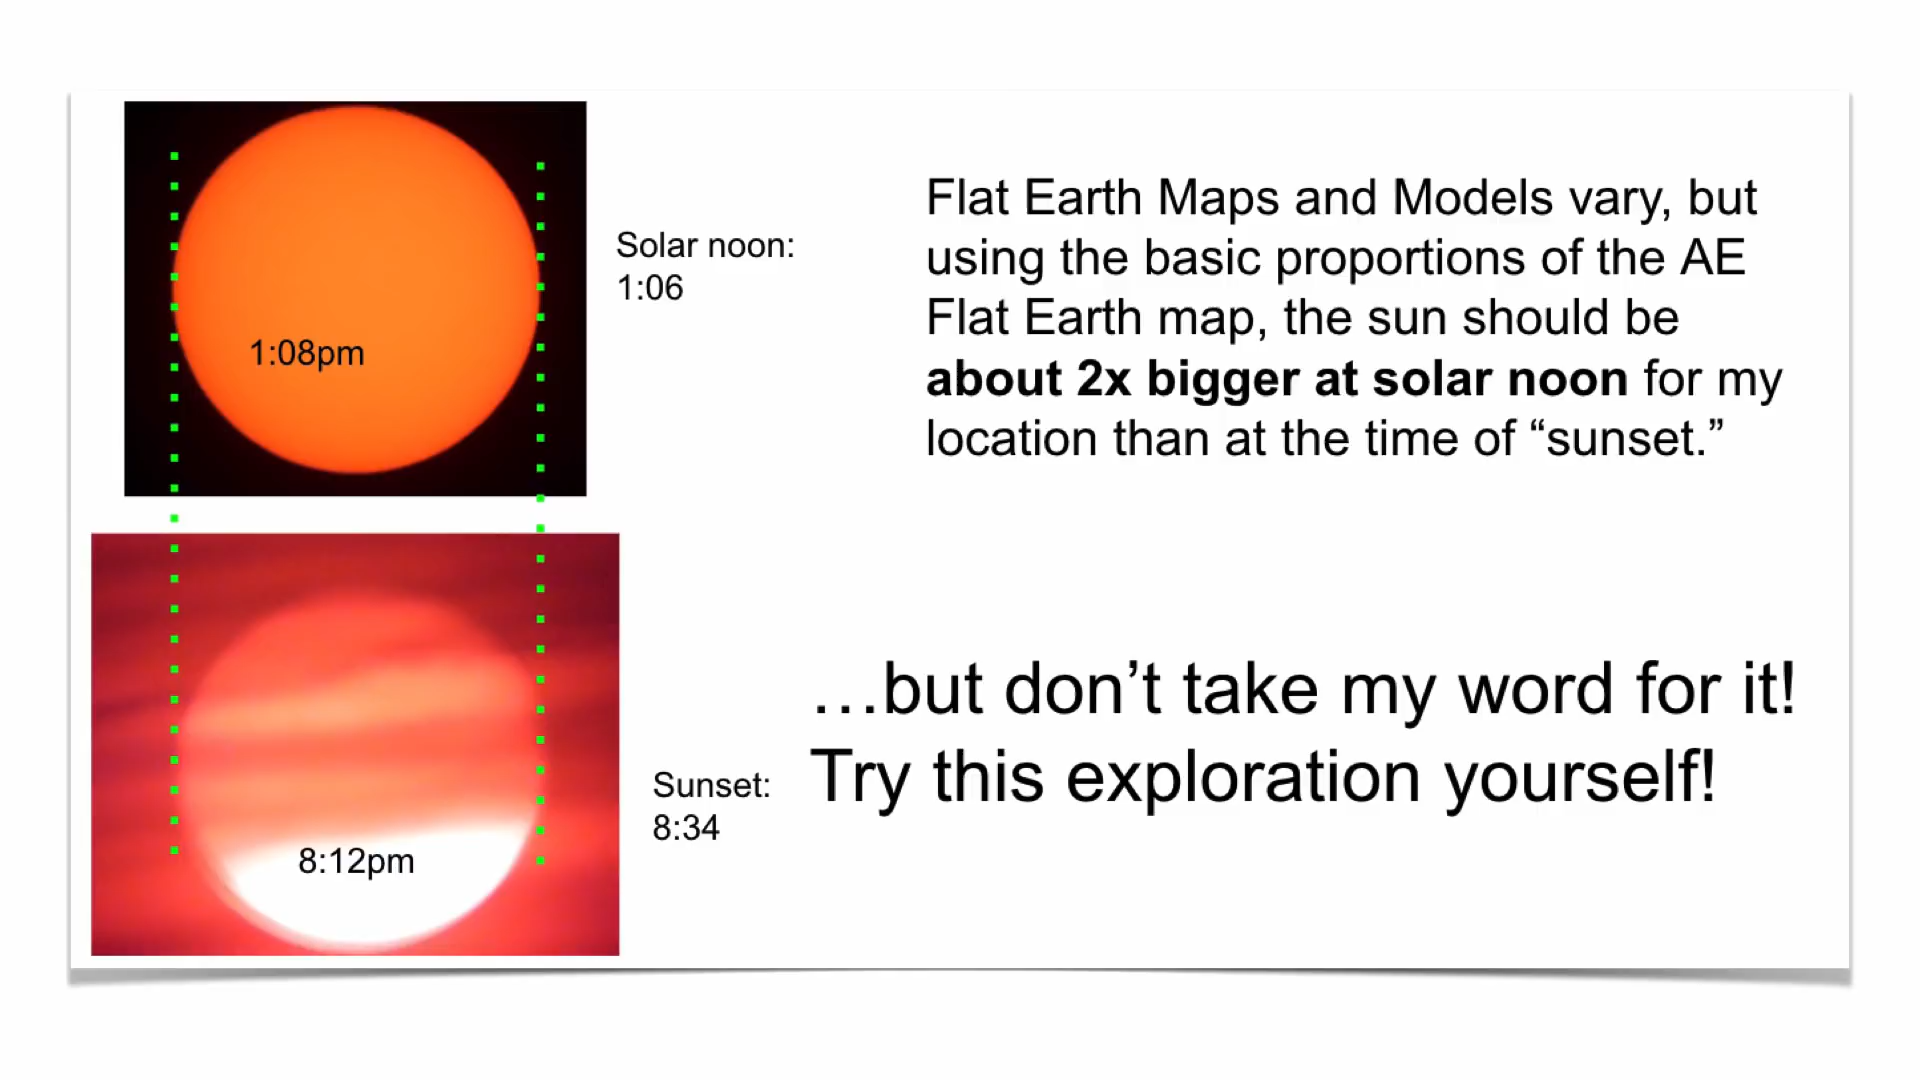 Solar noon:
1:06
1:08pm
Flat Earth Maps and Models vary, but
using the basic proportions of the AE
Flat Earth map, the sun should be
about 2x bigger at solar noon for my
location than at the time of “sunset.”
…but don’t take my word for it!
Try this exploration yourself!
Sunset:
8:34
8:12pm